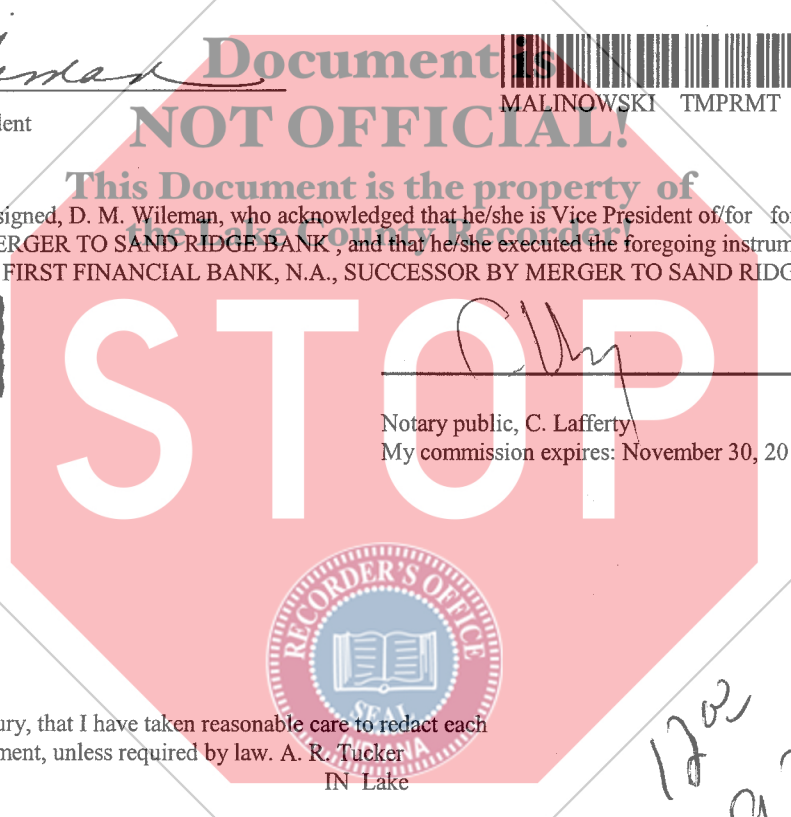 Document is
NOT OFFICIAL!
This Document is the property of
the Lake County Recorder!
MALINOWSKI TMPRMT
signed, D. M. Wileman, who acknowledged that he/she is Vice President of/for
ERGER TO SAND RIDGE BANK , and that he/she executed the foregoing instrum
FIRST FINANCIAL BANK, N.A., SUCCESSOR BY MERGER TO SAND RIDG
STOP
Notary public, C. Lafferty
My commission expires: November 30, 20
RECORDER'S OFFICE
SEAL
INDIANA
ury, that I have taken reasonable care to redact each
ment, unless required by law. A. R. Tucker
IN Lake